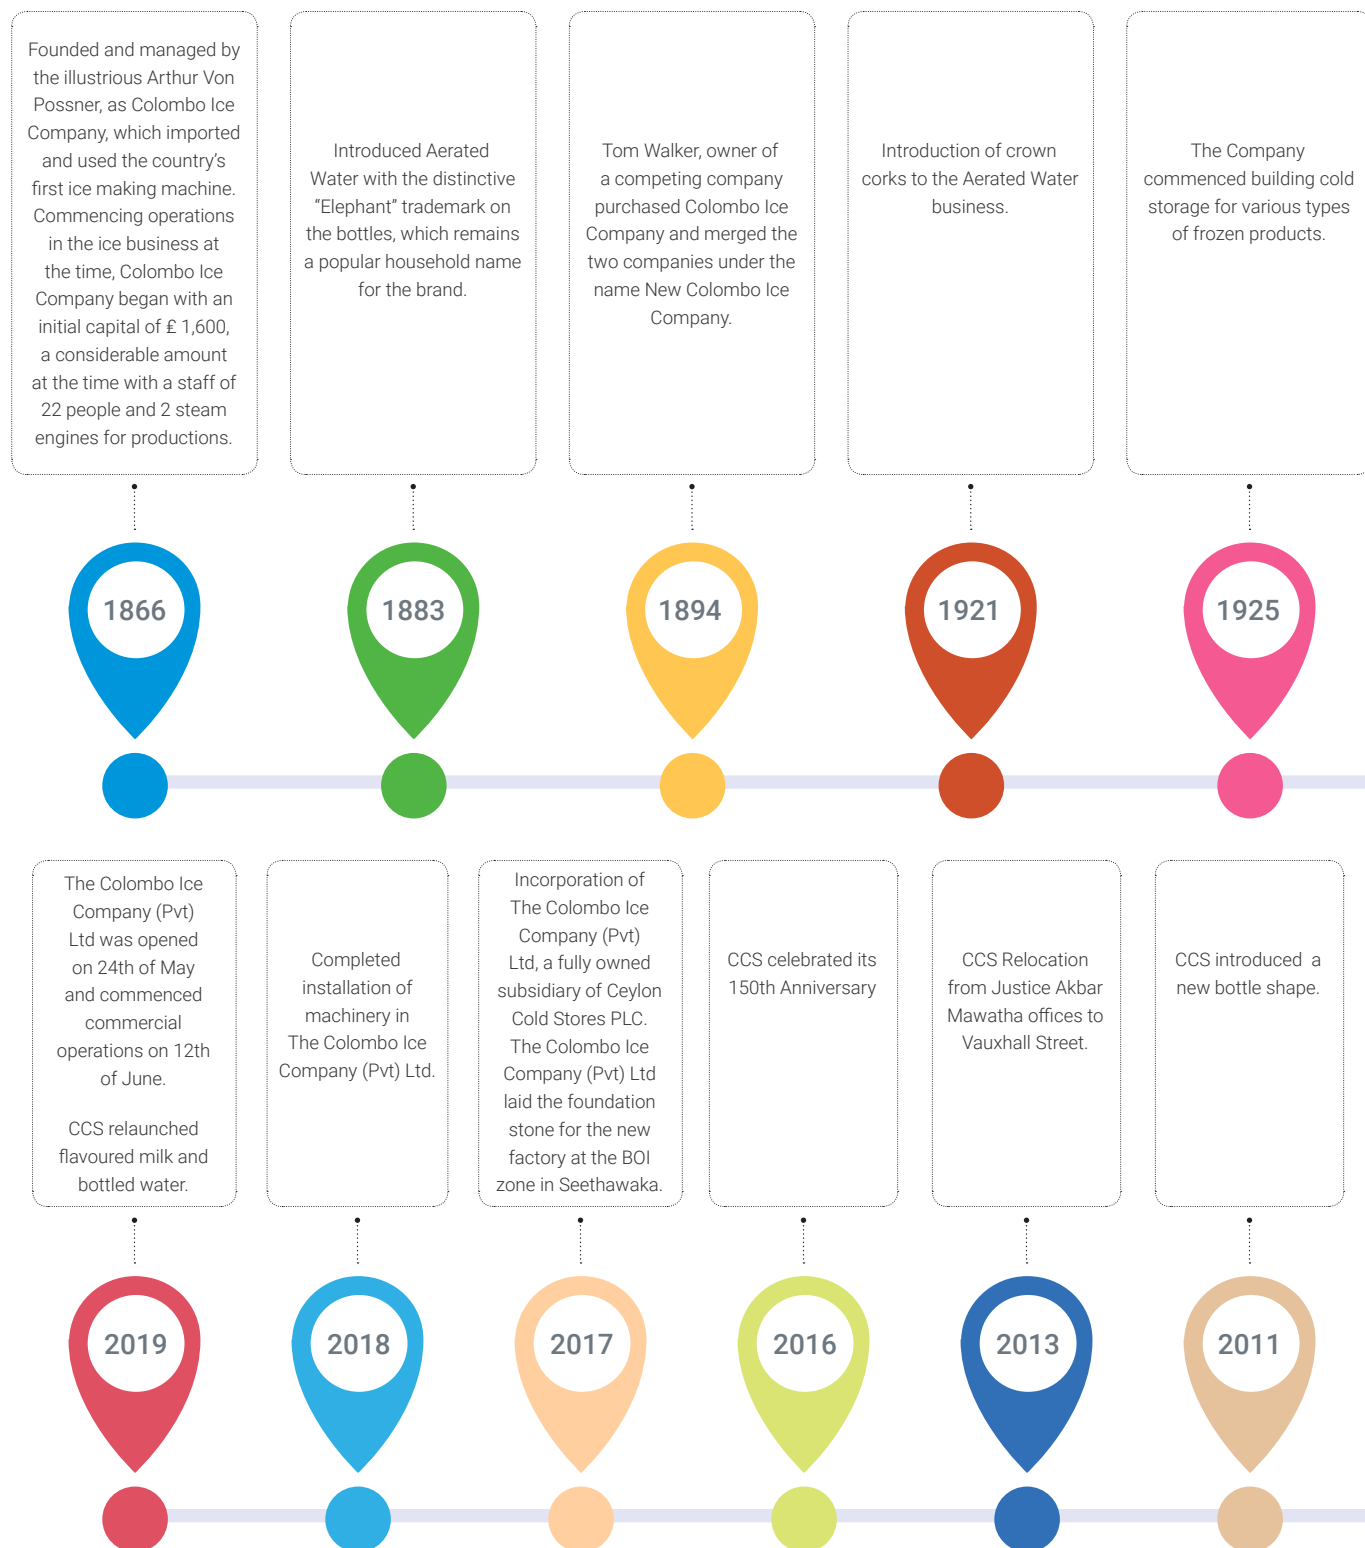 Founded and managed by
the illustrious Arthur Von
Possner, as Colombo Ice
Company, which imported
and used the country’s
first ice making machine.
Commencing operations
in the ice business at
the time, Colombo Ice
Company began with an
initial capital of ₤ 1,600,
a considerable amount
at the time with a staff of
22 people and 2 steam
engines for productions.
Introduced Aerated
Water with the distinctive
“Elephant” trademark on
the bottles, which remains
a popular household name
for the brand.
Tom Walker, owner of
a competing company
purchased Colombo Ice
Company and merged the
two companies under the
name New Colombo Ice
Company.
Introduction of crown
corks to the Aerated Water
business.
The Company
commenced building cold
storage for various types
of frozen products.
1866
1883
1894
1921
1925
The Colombo Ice
Company (Pvt)
Ltd was opened
on 24th of May
and commenced
commercial
operations on 12th
of June.
CCS relaunched
flavoured milk and
bottled water.
Completed
installation of
machinery in
The Colombo Ice
Company (Pvt) Ltd.
Incorporation of
The Colombo Ice
Company (Pvt)
Ltd, a fully owned
subsidiary of Ceylon
Cold Stores PLC.
The Colombo Ice
Company (Pvt) Ltd
laid the foundation
stone for the new
factory at the BOI
zone in Seethawaka.
CCS celebrated its
150th Anniversary
CCS Relocation
from Justice Akbar
Mawatha offices to
Vauxhall Street.
CCS introduced  a
new bottle shape.
2019
2018
2017
2016
2013
2011